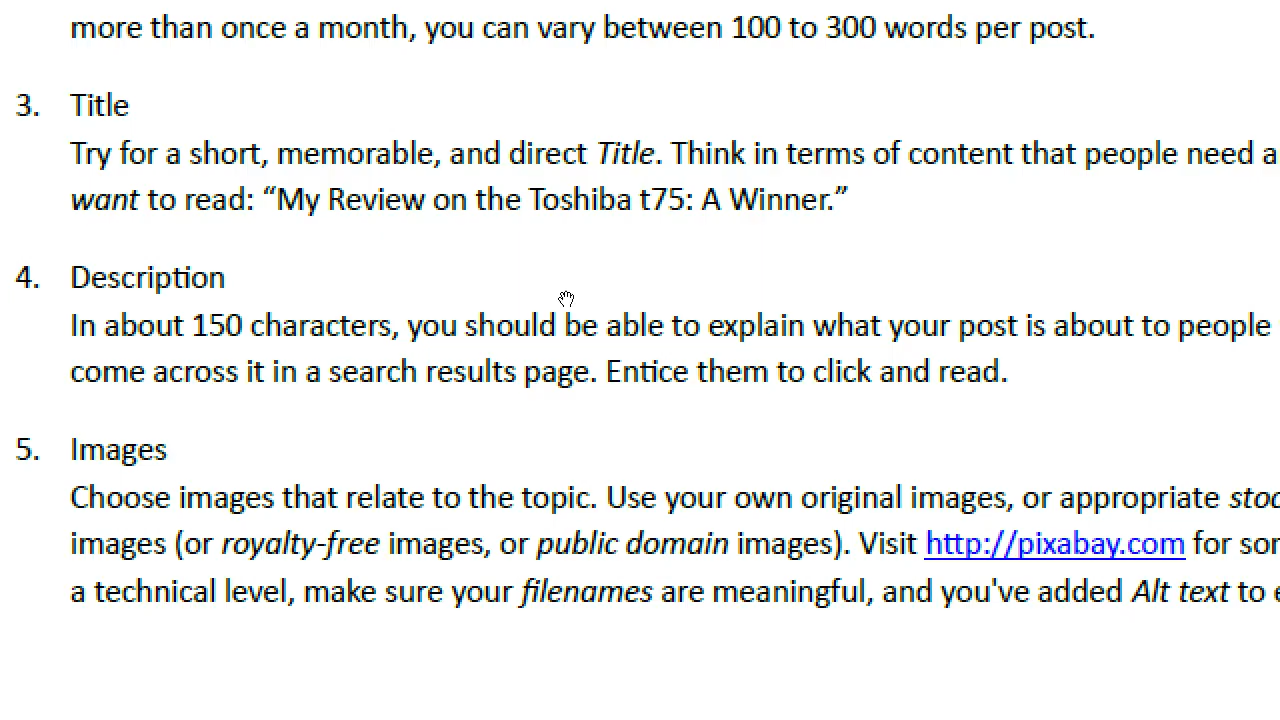 more than once a month, you can vary between 100 to 300 words per post.
3. Title
Try for a short, memorable, and direct Title. Think in terms of content that people need a
want to read: “My Review on the Toshiba t75: A Winner.”
4. Description
In about 150 characters, you should be able to explain what your post is about to people
come across it in a search results page. Entice them to click and read.
5. Images
Choose images that relate to the topic. Use your own original images, or appropriate
images (or royalty-free images, or public domain images). Visit http://pixabay.com for
a technical level, make sure your filenames are meaningful, and you've added Alt text to